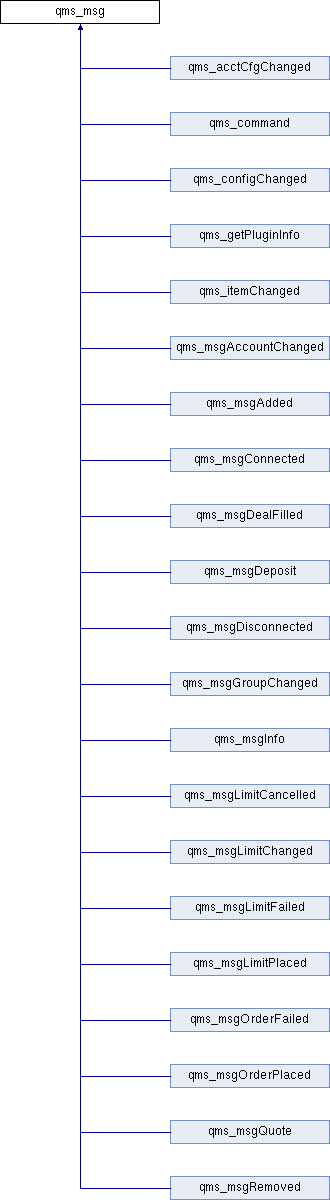 qms_msg
qms_acctCfgChanged
qms_command
qms_configChanged
qms_getPluginInfo
qms_itemChanged
qms_msgAccountChanged
qms_msgAdded
qms_msgConnected
qms_msgDealFilled
qms_msgDeposit
qms_msgDisconnected
qms_msgGroupChanged
qms_msgInfo
qms_msgLimitCancelled
qms_msgLimitChanged
qms_msgLimitFailed
qms_msgLimitPlaced
qms_msgOrderFailed
qms_msgOrderPlaced
qms_msgQuote
qms_msgRemoved